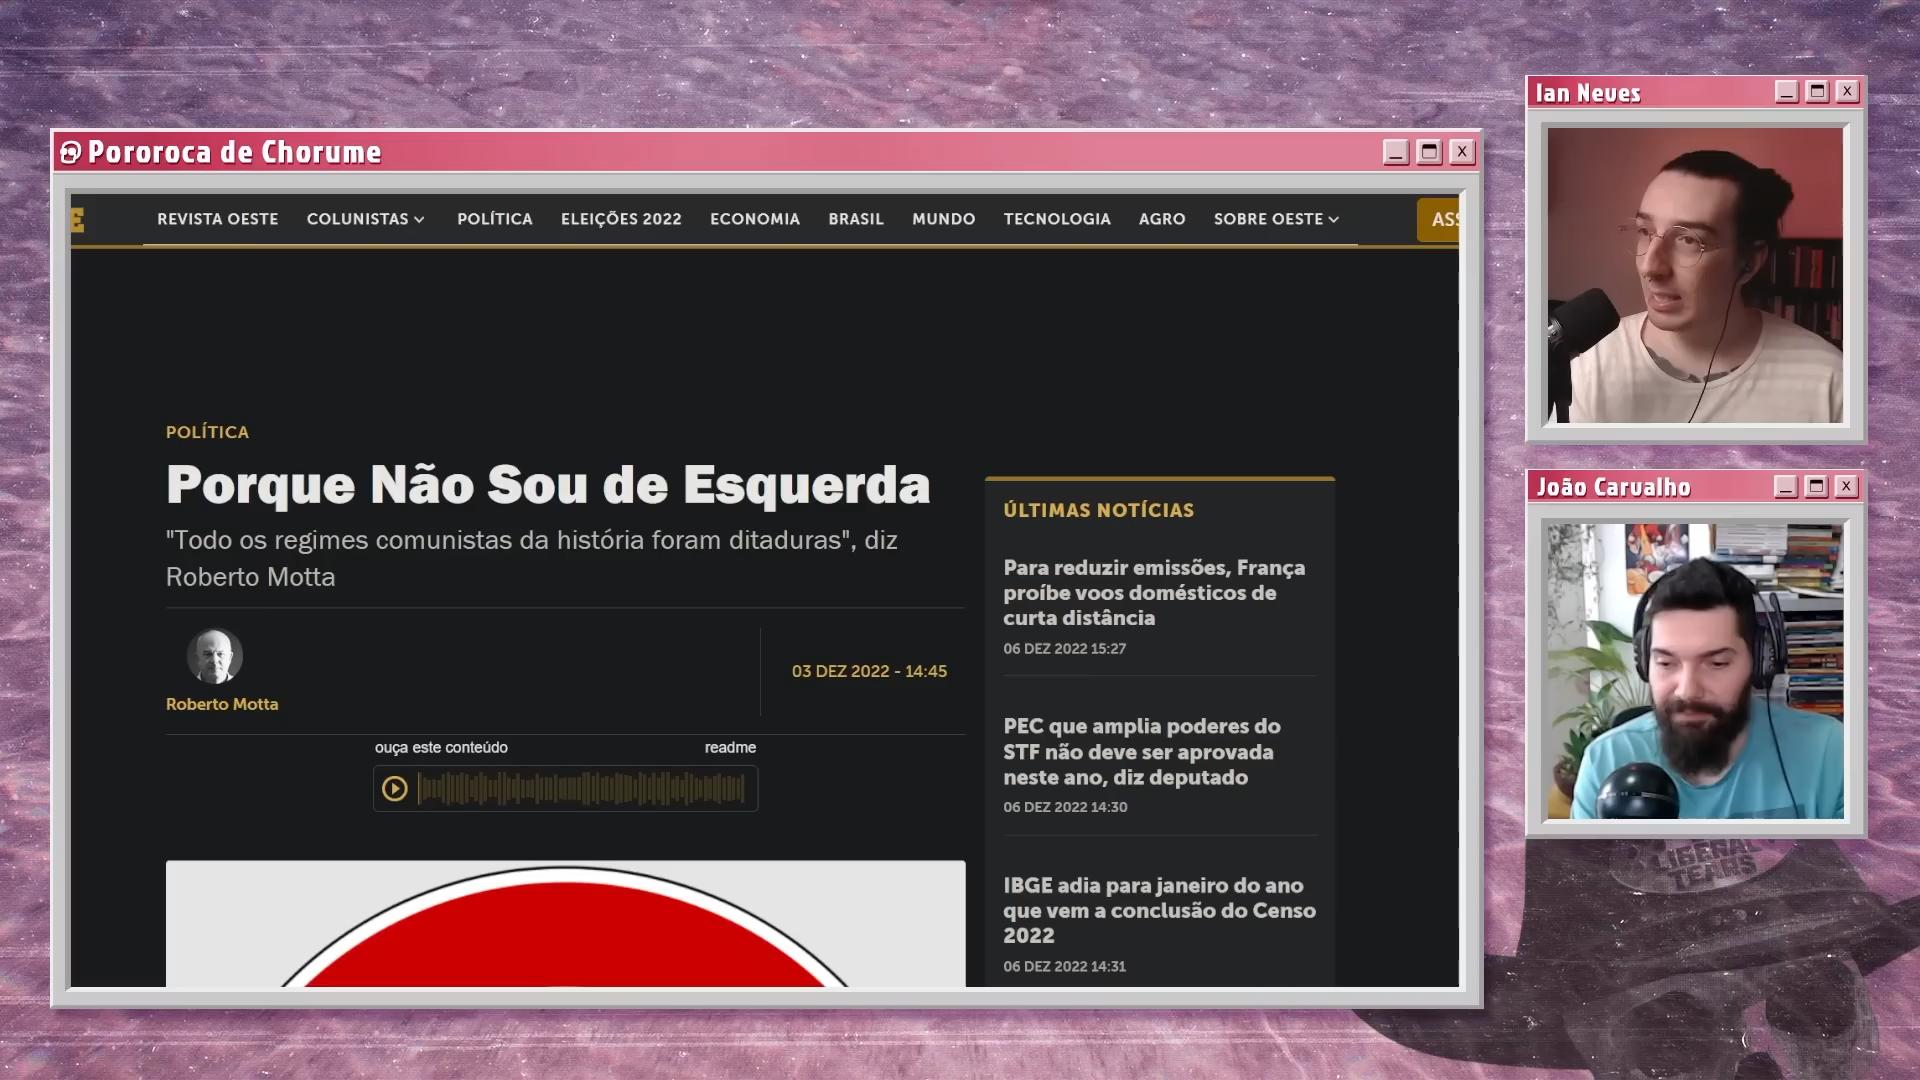 Pororoca de Chorume
E
REVISTA OESTE COLUNISTAS POLÍTICA ELEIÇÕES 2022 ECONOMIA BRASIL MUNDO TECNOLOGIA AGRO SOBRE OESTE ASS
POLÍTICA
Porque Não Sou de Esquerda
"Todo os regimes comunistas da história foram ditaduras", diz
Roberto Motta
Roberto Motta
03 DEZ 2022 - 14:45
ouça este conteúdo
readme
ÚLTIMAS NOTÍCIAS
Para reduzir emissões, França
proíbe voos domésticos de
curta distância
06 DEZ 2022 15:27
PEC que amplia poderes do
STF não deve ser aprovada
neste ano, diz deputado
06 DEZ 2022 14:30
IBGE adia para janeiro do ano
que vem a conclusão do Censo
2022
06 DEZ 2022 14:31
Ian Neves
João Carvalho
LIBERAL
TEARS